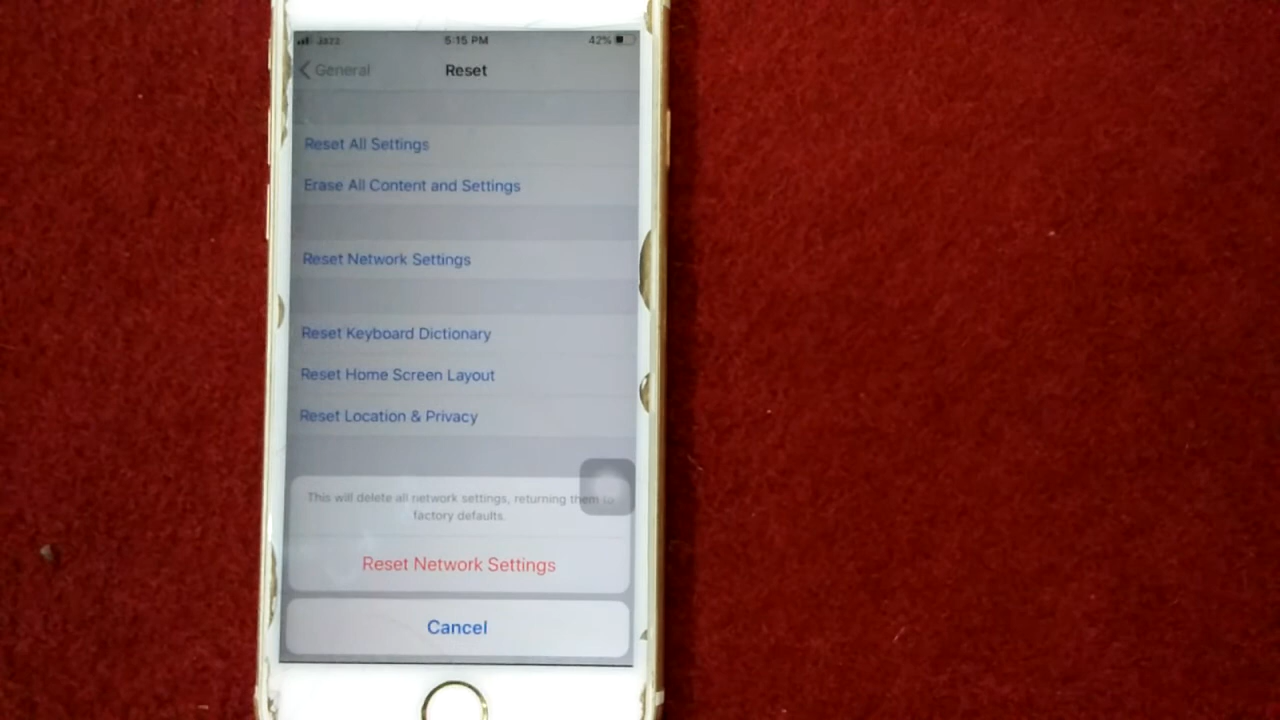 Jazz 5:15 PM 42%
General Reset
Reset All Settings
Erase All Content and Settings
Reset Network Settings
Reset Keyboard Dictionary
Reset Home Screen Layout
Reset Location & Privacy
This will delete all network settings, returning them to
factory defaults.
Reset Network Settings
Cancel